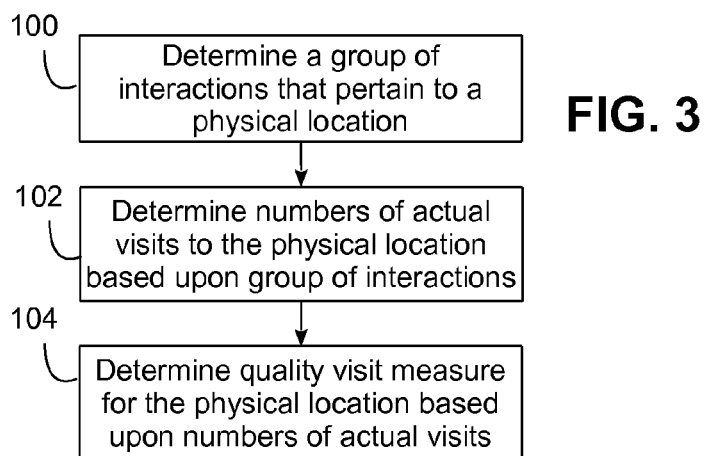 100
Determine a group of
interactions that pertain to a
physical location
FIG. 3
102
Determine numbers of actual
visits to the physical location
based upon group of interactions
104
Determine quality visit measure
for the physical location based
upon numbers of actual visits